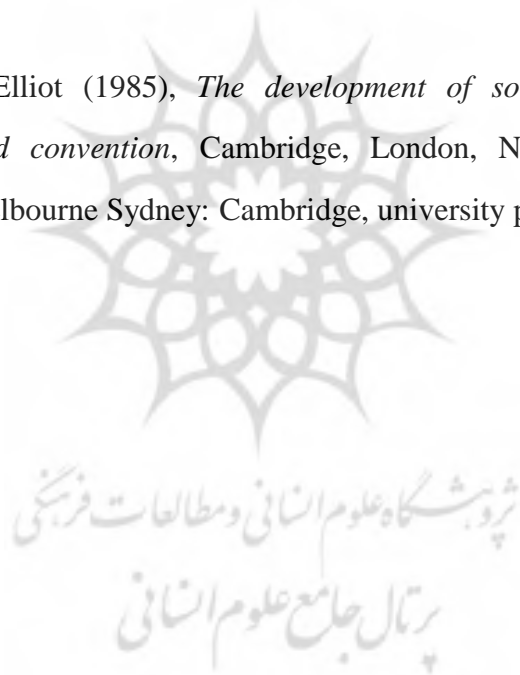 Elliot (1985), The development of so
d convention, Cambridge, London, N
lbourne Sydney: Cambridge, university p
پژوهشگاه علوم انسانی و مطالعات فرهنگی
پرتال جامع علوم انسانی